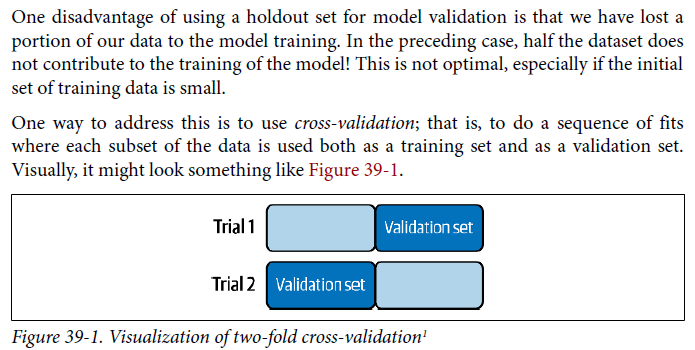 One disadvantage of using a holdout set for model validation is that we have lost a
portion of our data to the model training. In the preceding case, half the dataset does
not contribute to the training of the model! This is not optimal, especially if the initial
set of training data is small.
One way to address this is to use cross-validation; that is, to do a sequence of fits
where each subset of the data is used both as a training set and as a validation set.
Visually, it might look something like Figure 39-1.
Trial 1 Validation set
Trial 2 Validation set
Figure 39-1. Visualization of two-fold cross-validation¹